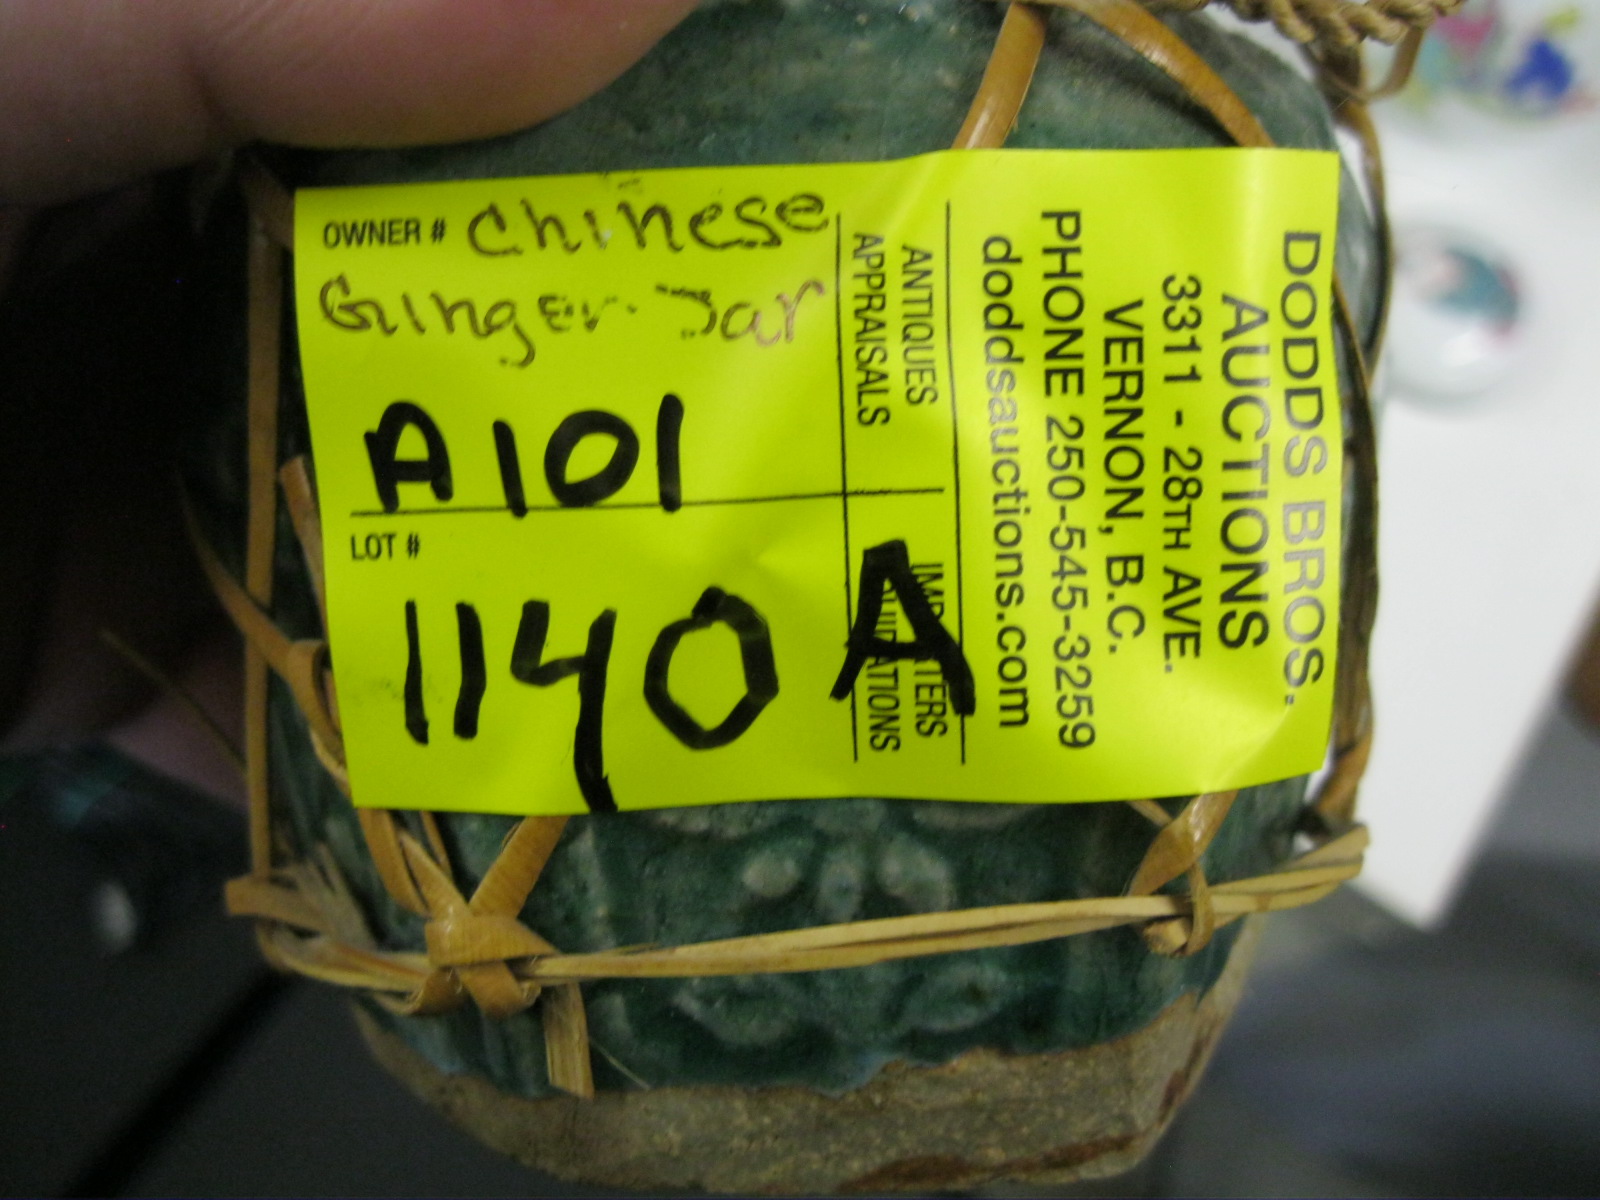 OWNER # Chinese
Ginger Jar
A101
LOT #
1140A
ANTIQUES
APPRAISALS
IMPORTERS
LIQUIDATIONS
DODDS BROS.
AUCTIONS
3311 - 28TH AVE.
VERNON, B.C.
PHONE 250-545-3259
doddsauctions.com